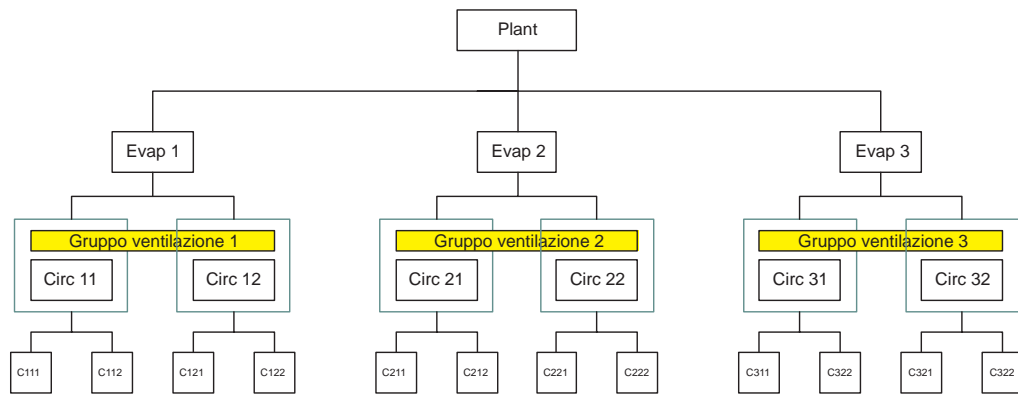 Plant
Evap 1
Evap 2
Evap 3
Gruppo ventilazione 1
Gruppo ventilazione 2
Gruppo ventilazione 3
Circ 11
Circ 12
Circ 21
Circ 22
Circ 31
Circ 32
C111
C112
C121
C122
C211
C212
C221
C222
C311
C322
C321
C322